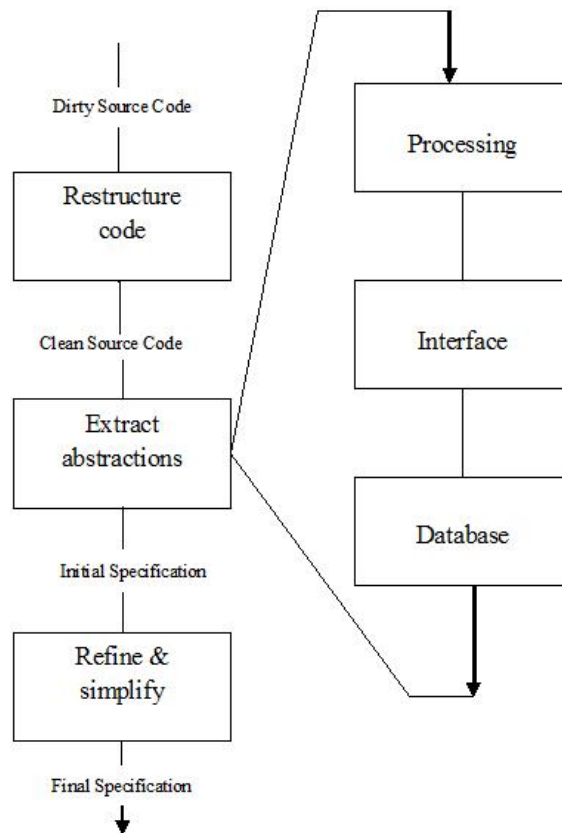 Dirty Source Code
Restructure
code
Clean Source Code
Extract
abstractions
Initial Specification
Refine &
simplify
Final Specification
Processing
Interface
Database